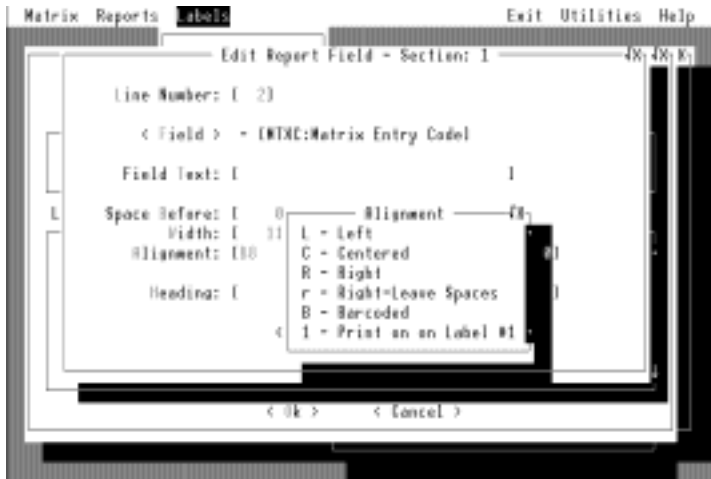 Matrix Reports Labels Exit Utilities Help
Edit Report Field - Section: 1
Line Number: [ 2]
< Field > - [MTXC:Matrix Entry Code]
Field Text: [ ]
Space Before: [ 0
Width: [ 11
Alignment: [
Heading: [ ]
Alignment
L - Left
C - Centered
R - Right
r - Right-Leave Spaces
B - Barcoded
1 - Print on on Label #1
< Ok > < Cancel >